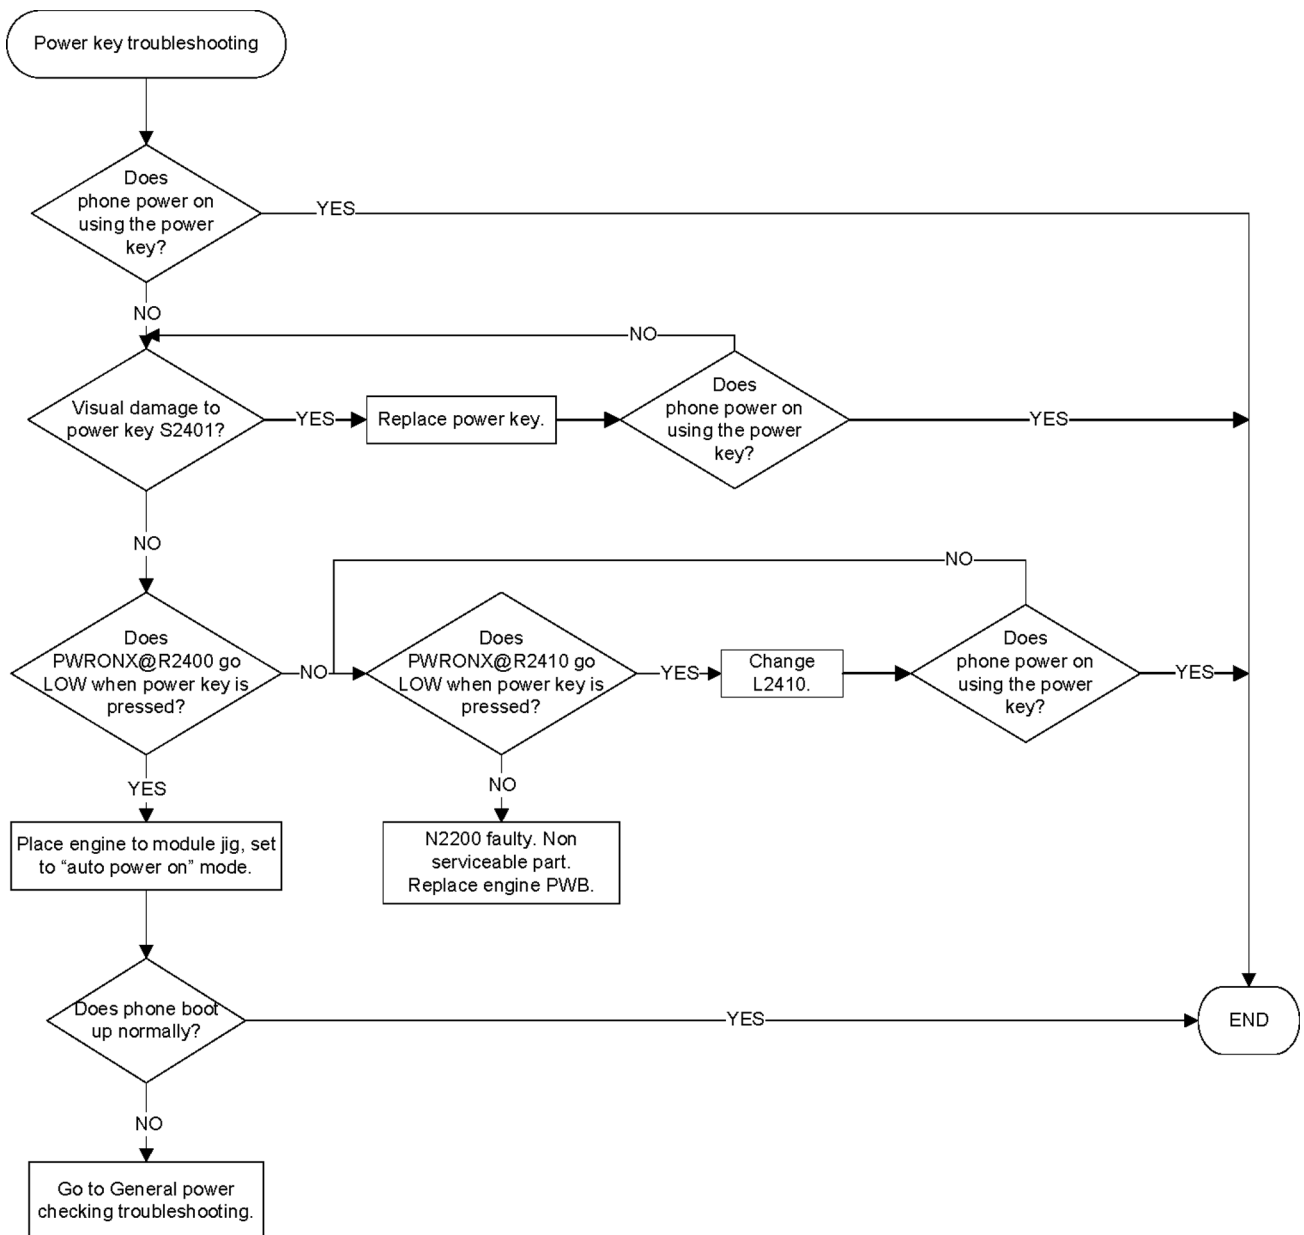 Power key troubleshooting
Does
phone power on
using the power
key?
YES
NO
NO
Visual damage to
power key S2401?
YES
Replace power key.
Does
phone power on
using the power
key?
YES
NO
NO
Does
PWRONX@R2400 go
LOW when power key is
pressed?
NO
Does
PWRONX@R2410 go
LOW when power key is
pressed?
YES
Change
L2410.
Does
phone power on
using the power
key?
YES
YES
NO
Place engine to module jig, set
to “auto power on” mode.
N2200 faulty. Non
serviceable part.
Replace engine PWB.
Does phone boot
up normally?
YES
END
NO
Go to General power
checking troubleshooting.